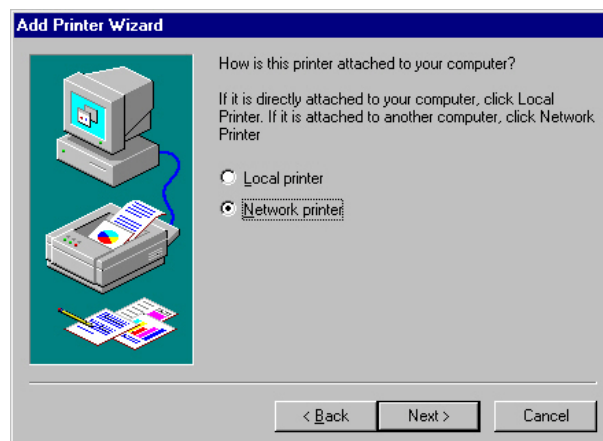 Add Printer Wizard
How is this printer attached to your computer?
If it is directly attached to your computer, click Local
Printer. If it is attached to another computer, click Network
Printer
Local printer
Network printer
< Back Next > Cancel